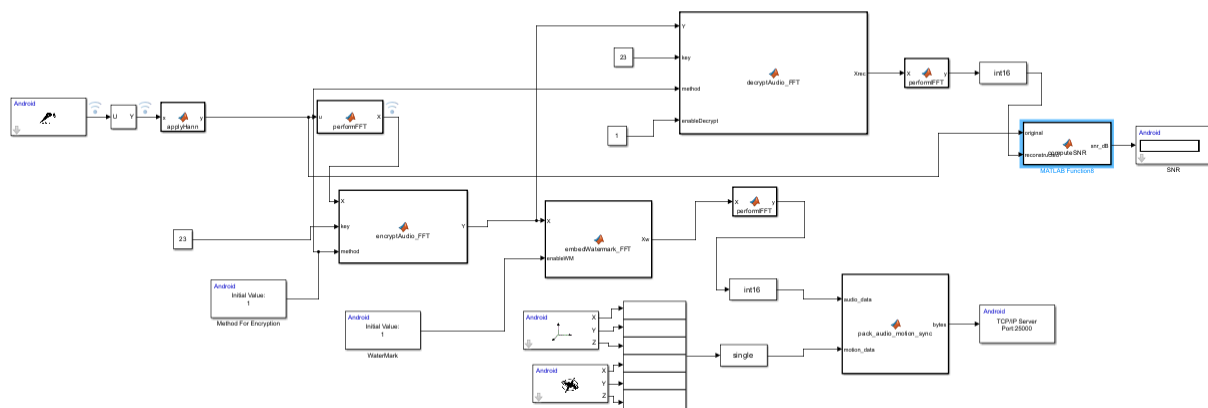 Y
23
key
decryptAudio_FFT
Xrec
X
y
performIFFT
int16
method
1
enableDecrypt
Android
U
Y
x
y
applyHann
u
X
performFFT
original
reconstructed
snr_dB
computeSNR
MATLAB Function6
Android
SNR
X
key
method
Y
encryptAudio_FFT
23
X
enableWM
Xw
embedWatermark_FFT
X
y
performIFFT
Android
Initial Value:
1
Method For Encryption
Android
Initial Value:
1
WaterMark
Android
X
Y
Z
Android
X
Y
Z
single
int16
audio_data
motion_data
bytes
pack_audio_motion_sync
Android
TCP/IP Server
Port:25000